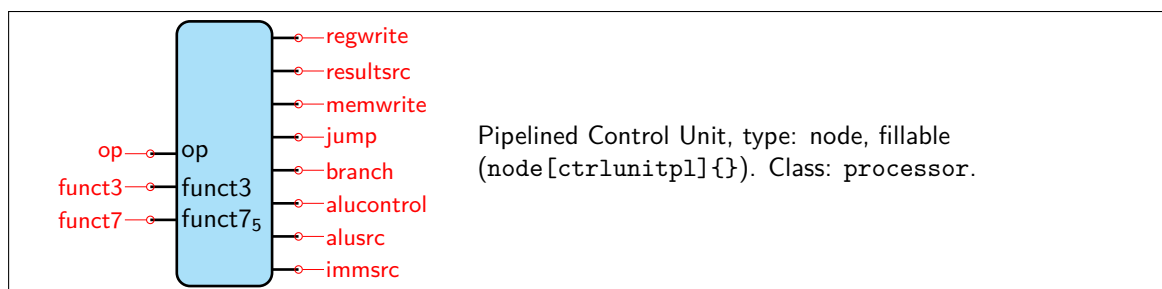 regwrite
resultsrc
memwrite
jump
branch
alucontrol
alusrc
immsrc
op
funct3
funct7
op
funct3
funct7₅
Pipelined Control Unit, type: node, fillable
(node[ctrlunitpl]{}). Class: processor.